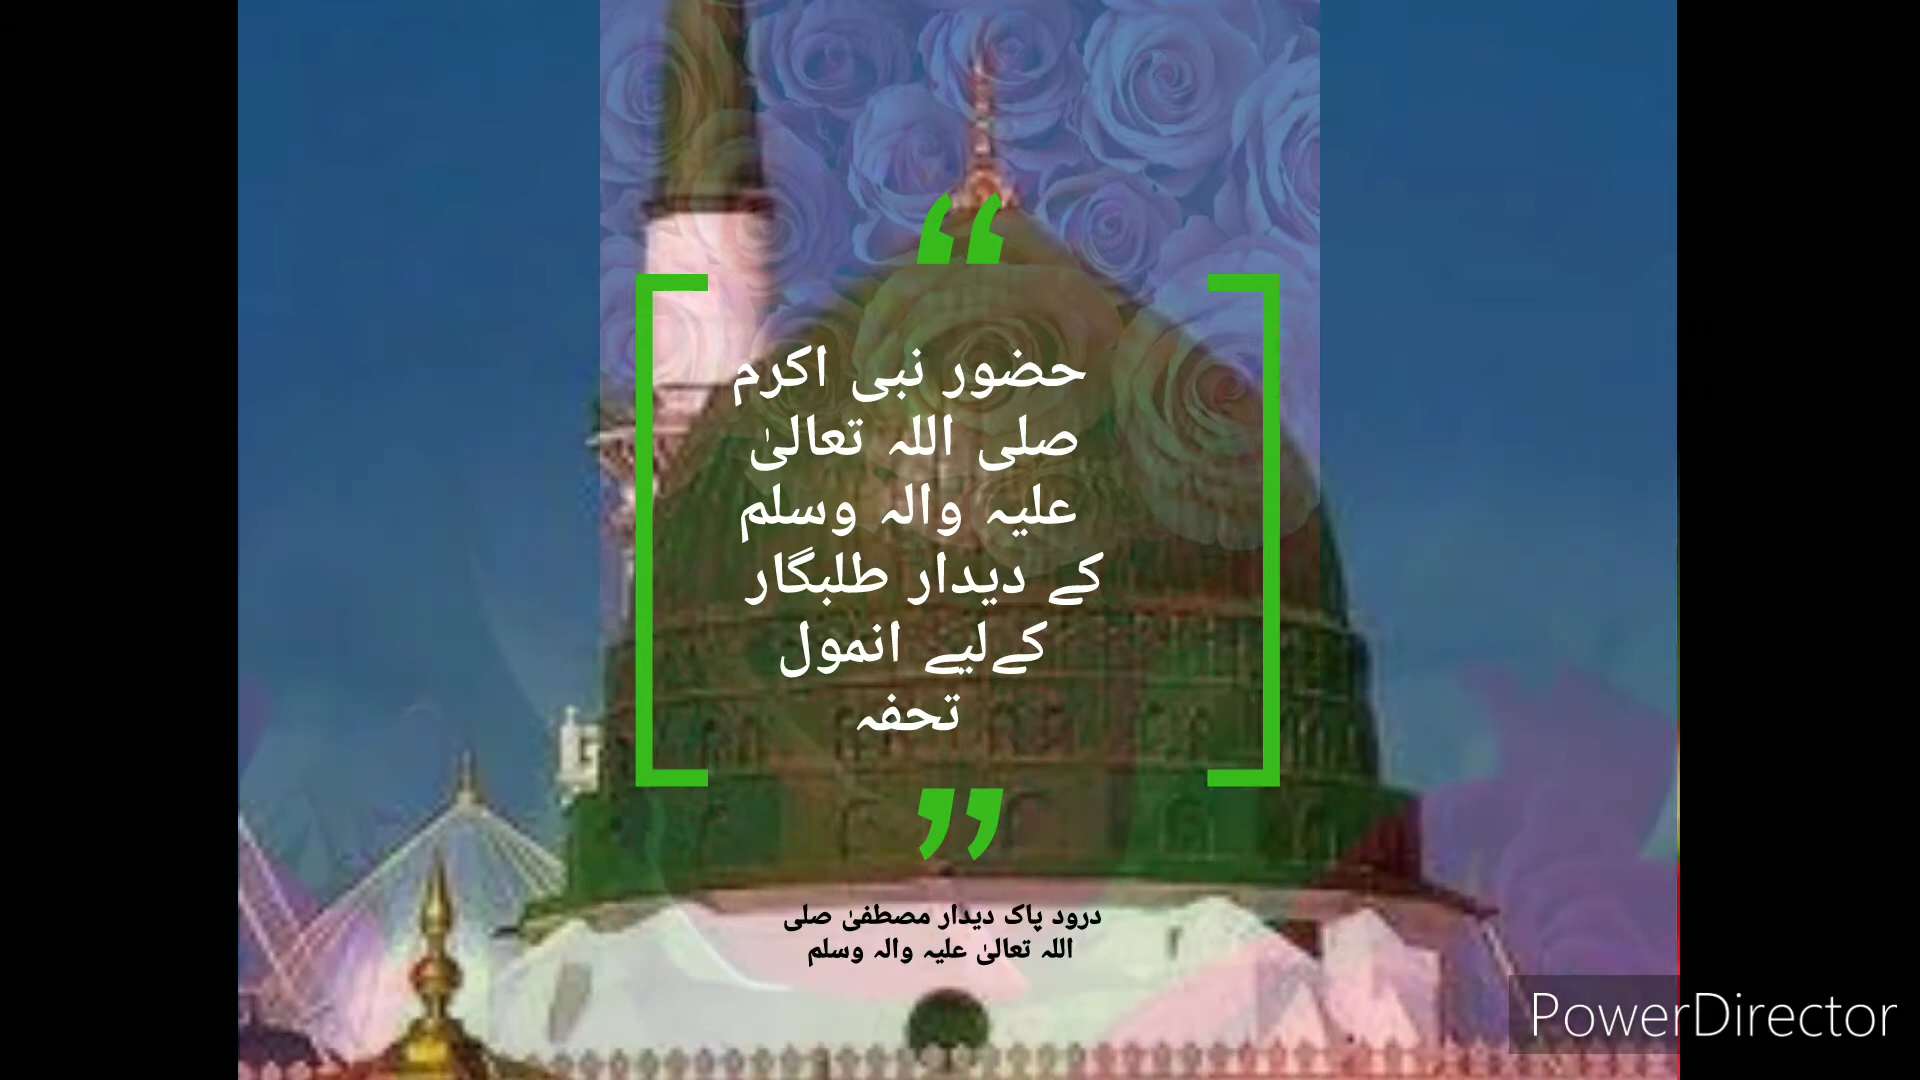 حضور نبی اکرم
صلی اللہ تعالیٰ
علیہ والہ وسلم
کے دیدار طلبگار
کےلیے انمول
تحفہ
درود پاک دیدار مصطفیٰ صلی
اللہ تعالیٰ علیہ والہ وسلم
PowerDirector